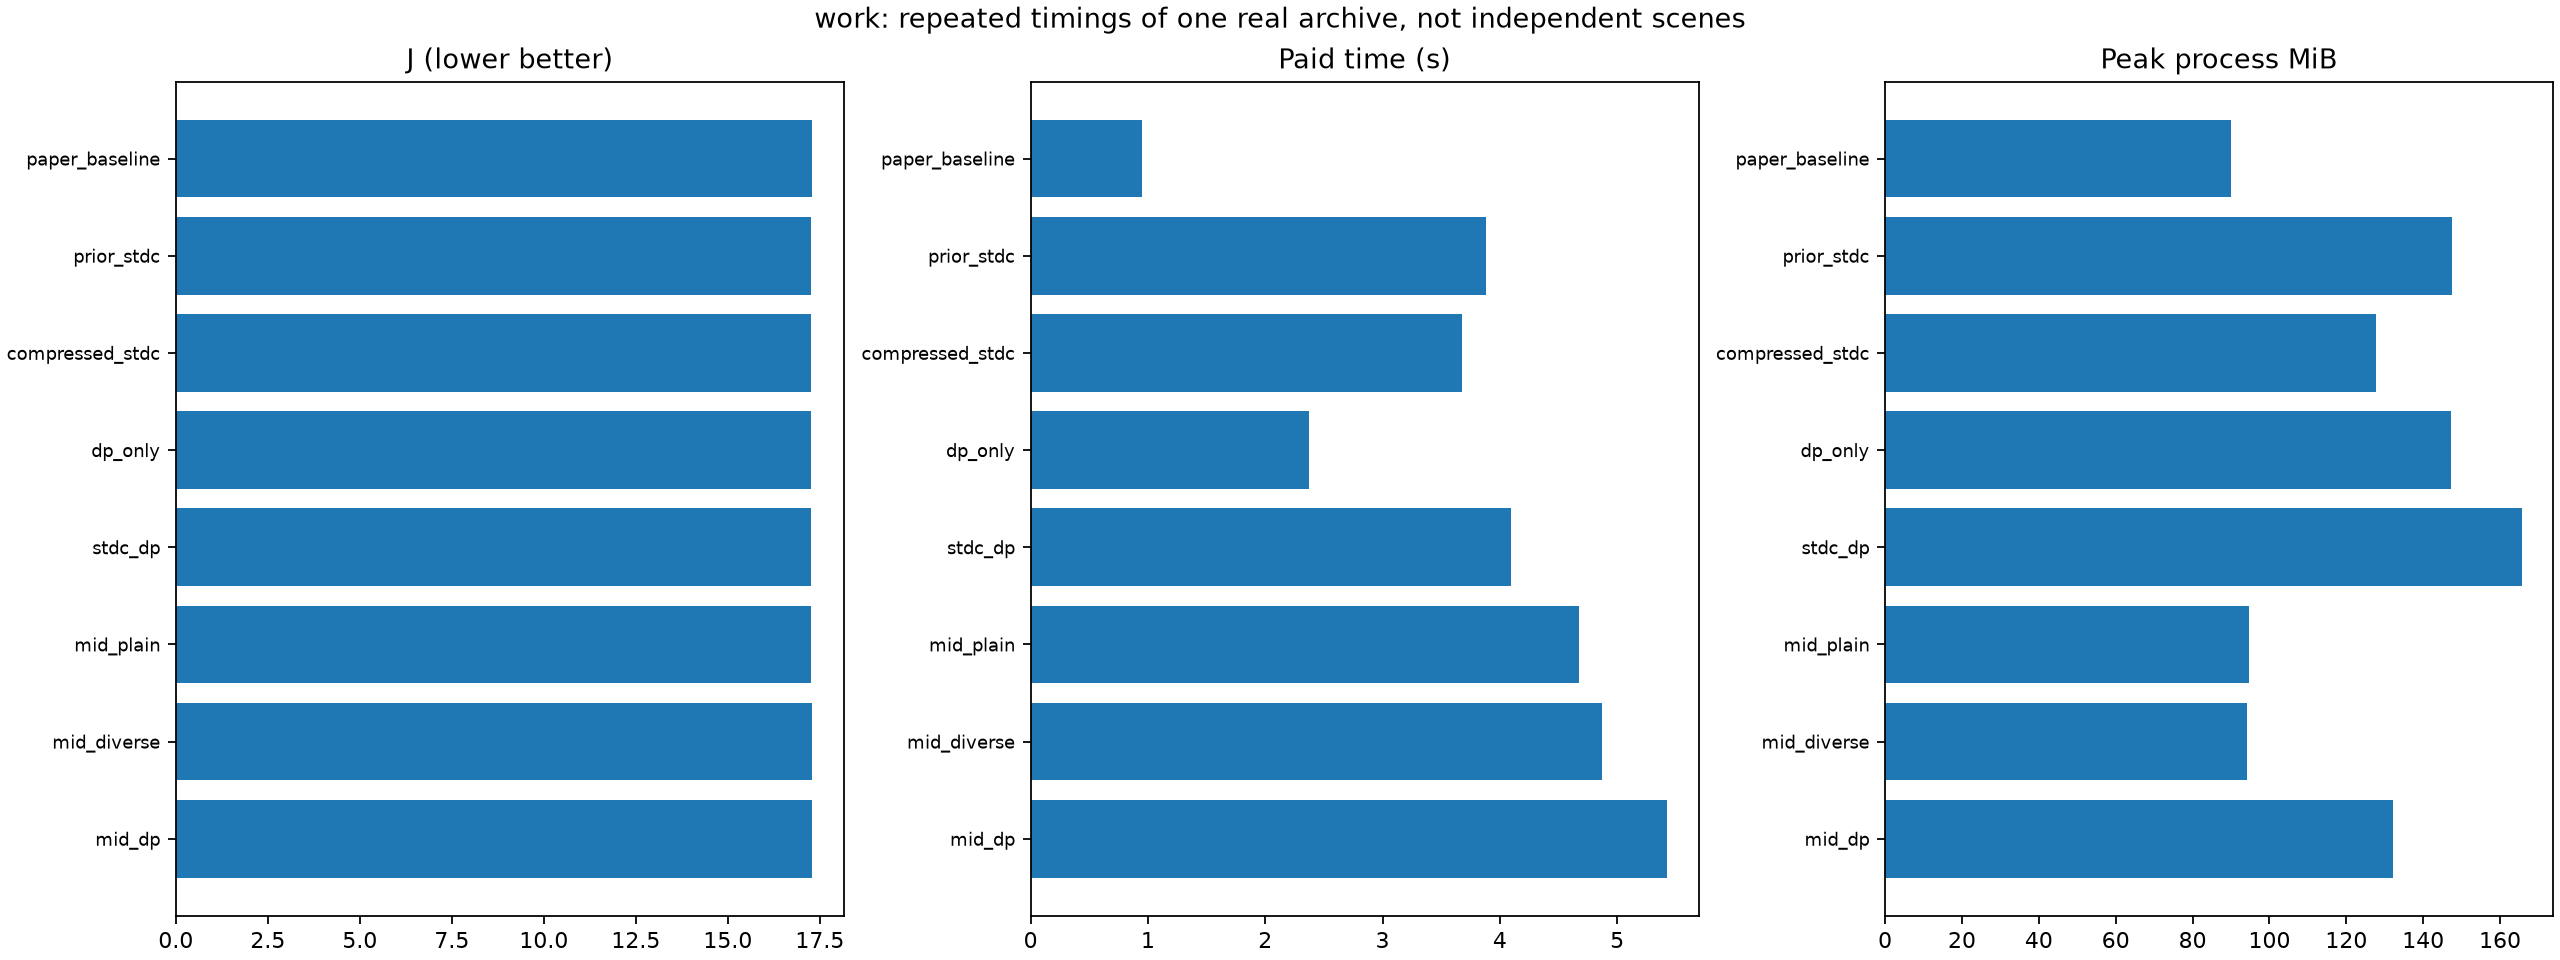 work: repeated timings of one real archive, not independent scenes
J (lower better)
paper_baseline
prior_stdc
compressed_stdc
dp_only
stdc_dp
mid_plain
mid_diverse
mid_dp
0.0 2.5 5.0 7.5 10.0 12.5 15.0 17.5
Paid time (s)
paper_baseline
prior_stdc
compressed_stdc
dp_only
stdc_dp
mid_plain
mid_diverse
mid_dp
0 1 2 3 4 5
Peak process MiB
paper_baseline
prior_stdc
compressed_stdc
dp_only
stdc_dp
mid_plain
mid_diverse
mid_dp
0 20 40 60 80 100 120 140 160